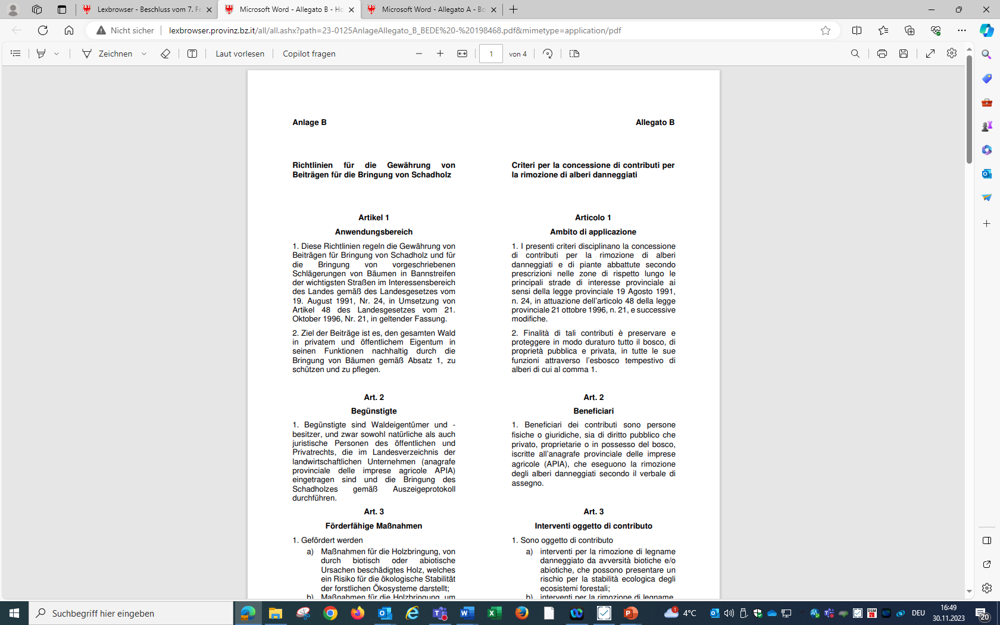 Lexbrowser - Beschluss vom 7. Fe
Microsoft Word - Allegato B - Ho
Microsoft Word - Allegato A - Bo
Nicht sicher
lexbrowser.provinz.bz.it/all/all.ashx?path=23-0125AnlageAllegato_B_BEDE%20-%20198468.pdf&mimetype=application/pdf
Zeichnen
Laut vorlesen
Copilot fragen
1
von 4
Anlage B
Richtlinien für die Gewährung von
Beiträgen für die Bringung von Schadholz
Artikel 1
Anwendungsbereich
1. Diese Richtlinien regeln die Gewährung von
Beiträgen für Bringung von Schadholz und für
die Bringung von vorgeschriebenen
Schlägerungen von Bäumen in Bannstreifen
der wichtigsten Straßen im Interessensbereich
des Landes gemäß des Landesgesetzes vom
19. August 1991, Nr. 24, in Umsetzung von
Artikel 48 des Landesgesetzes vom 21.
Oktober 1996, Nr. 21, in geltender Fassung.
2. Ziel der Beiträge ist es, den gesamten Wald
in privatem und öffentlichem Eigentum in
seinen Funktionen nachhaltig durch die
Bringung von Bäumen gemäß Absatz 1, zu
schützen und zu pflegen.
Art. 2
Begünstigte
1. Begünstigte sind Waldeigentümer und -
besitzer, und zwar sowohl natürliche als auch
juristische Personen des öffentlichen und
Privatrechts, die im Landesverzeichnis der
landwirtschaftlichen Unternehmen (anagrafe
provinciale delle imprese agricole APIA)
eingetragen sind und die Bringung des
Schadholzes gemäß Auszeigeprotokoll
durchführen.
Art. 3
Förderfähige Maßnahmen
1. Gefördert werden
a) Maßnahmen für die Holzbringung, von
durch biotisch oder abiotische
Ursachen beschädigtes Holz, welches
ein Risiko für die ökologische Stabilität
der forstlichen Ökosysteme darstellt;
b) Maßnahmen für die Holzbringung, um
Allegato B
Criteri per la concessione di contributi per
la rimozione di alberi danneggiati
Articolo 1
Ambito di applicazione
1. I presenti criteri disciplinano la concessione
di contributi per la rimozione di alberi
danneggiati e di piante abbattute secondo
prescrizioni nelle zone di rispetto lungo le
principali strade di interesse provinciale ai
sensi della legge provinciale 19 Agosto 1991,
n. 24, in attuazione dell'articolo 48 della legge
provinciale 21 ottobre 1996, n. 21, e successive
modifiche.
2. Finalità di tali contributi è preservare e
proteggere in modo duraturo tutto il bosco, di
proprietà pubblica e privata, in tutte le sue
funzioni attraverso l'esbosco tempestivo di
alberi di cui al comma 1.
Art. 2
Beneficiari
1. Beneficiari dei contributi sono persone
fisiche o giuridiche, sia di diritto pubblico che
privato, proprietarie o in possesso del bosco,
iscritte all'anagrafe provinciale delle imprese
agricole (APIA), che eseguono la rimozione
degli alberi danneggiati secondo il verbale di
assegno.
Art. 3
Interventi oggetto di contributo
1. Sono oggetto di contributo
a) interventi per la rimozione di legname
danneggiato da avversità biotiche e/o
abiotiche, che possono presentare un
rischio per la stabilità ecologica degli
ecosistemi forestali;
b) interventi per la rimozione di legname
Suchbegriff hier eingeben
4°C
DEU
16:49
30.11.2023
20